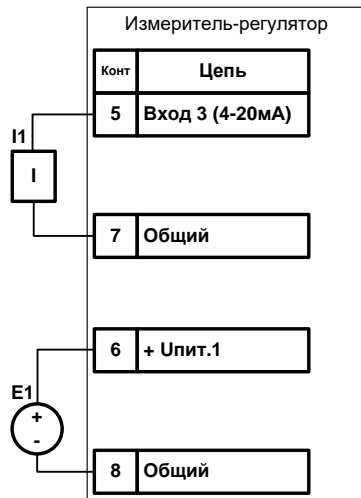 Измеритель-регулятор
Конт Цепь
5 Вход 3 (4-20мА)
I1
I
7 Общий
6 + Uпит.1
E1
+
-
8 Общий